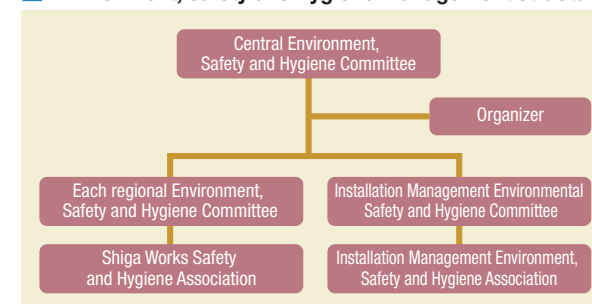 Central Environment,
Safety and Hygiene Committee
Organizer
Each regional Environment,
Safety and Hygiene Committee
Installation Management Environmental
Safety and Hygiene Committee
Shiga Works Safety
and Hygiene Association
Installation Management Environment,
Safety and Hygiene Association